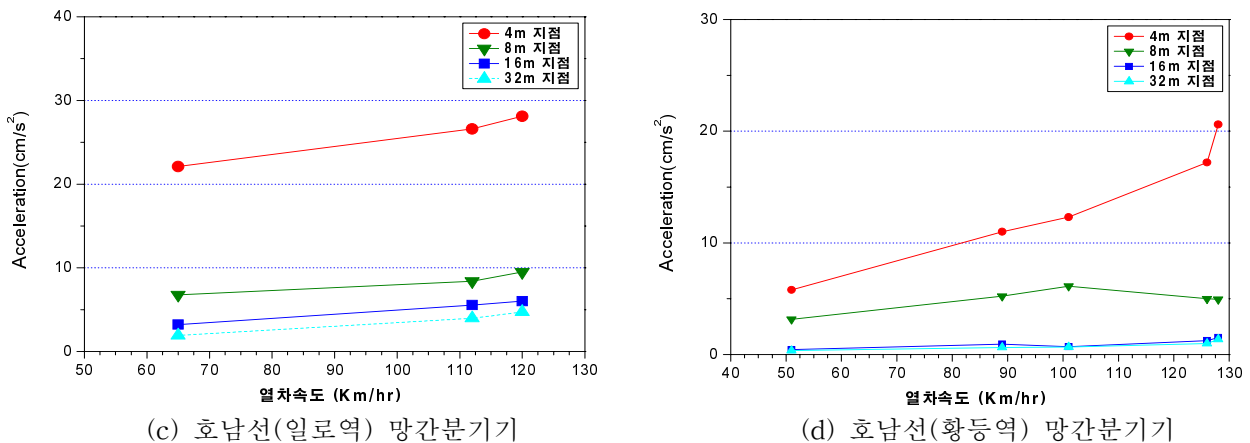 40
30
20
10
0
50 60 70 80 90 100 110 120 130
Acceleration(cm/s²)
열차속도 (Km/hr)
4m 지점
8m 지점
16m 지점
32m 지점
(c) 호남선(일로역) 망간분기기
30
20
10
0
40 50 60 70 80 90 100 110 120 130
Acceleration(cm/s²)
열차속도 (Km/hr)
4m 지점
8m 지점
16m 지점
32m 지점
(d) 호남선(황등역) 망간분기기